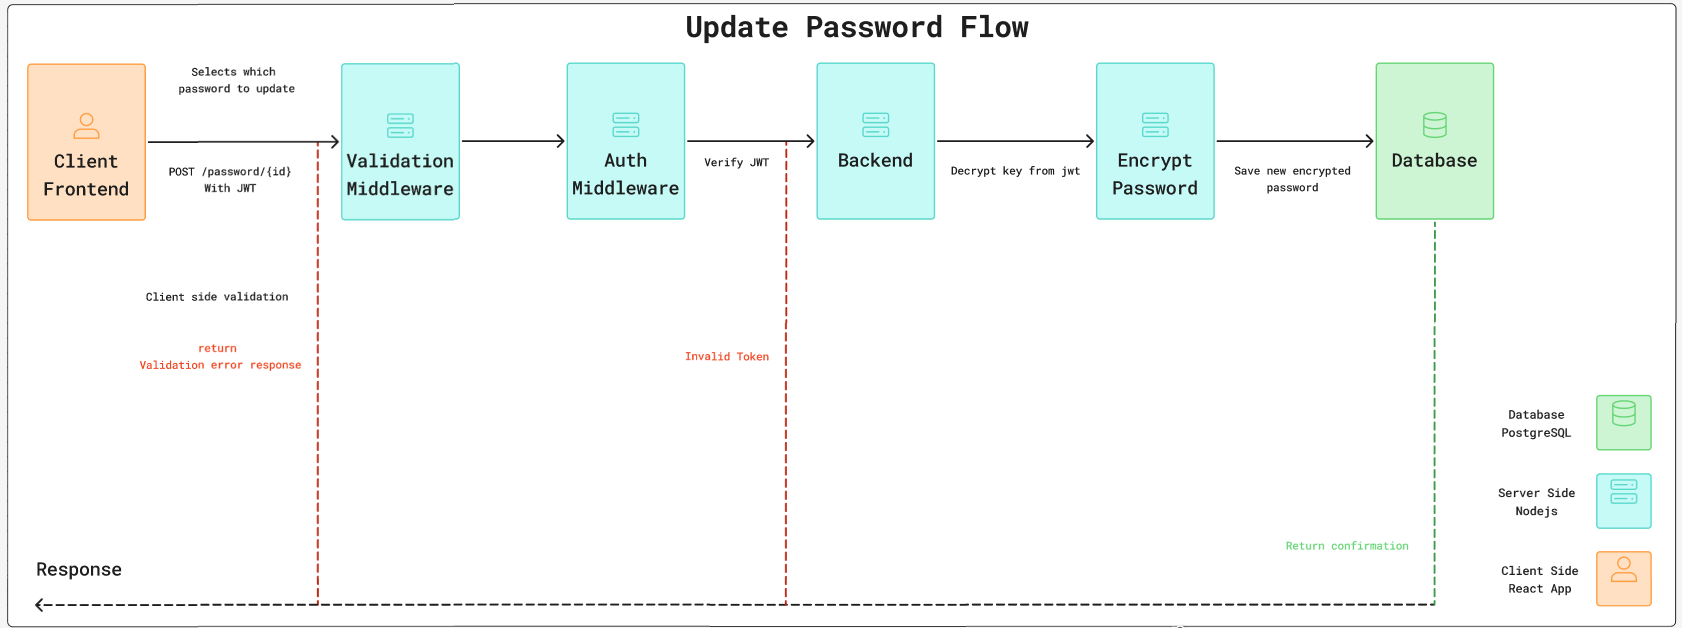 Update Password Flow
Selects which
password to update
Client
Frontend
POST /password/{id}
With JWT
Validation
Middleware
Auth
Middleware
Verify JWT
Backend
Decrypt key from jwt
Encrypt
Password
Save new encrypted
password
Database
Client side validation
return
Validation error response
Invalid Token
Return confirmation
Response
Database
PostgreSQL
Server Side
Nodejs
Client Side
React App